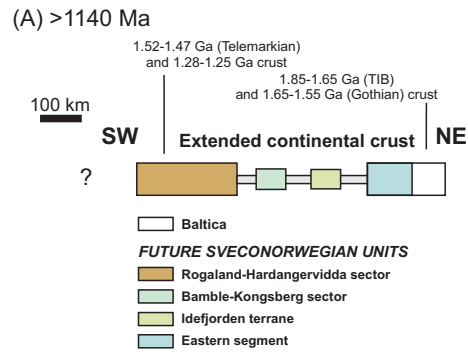 (A) >1140 Ma
1.52-1.47 Ga (Telemarkian)
and 1.28-1.25 Ga crust
1.85-1.65 Ga (TIB)
and 1.65-1.55 Ga (Gothian) crust
100 km
SW
Extended continental crust
NE
?
Baltica
FUTURE SVECONORWEGIAN UNITS
Rogaland-Hardangervidda sector
Bamble-Kongsberg sector
Idefjorden terrane
Eastern segment